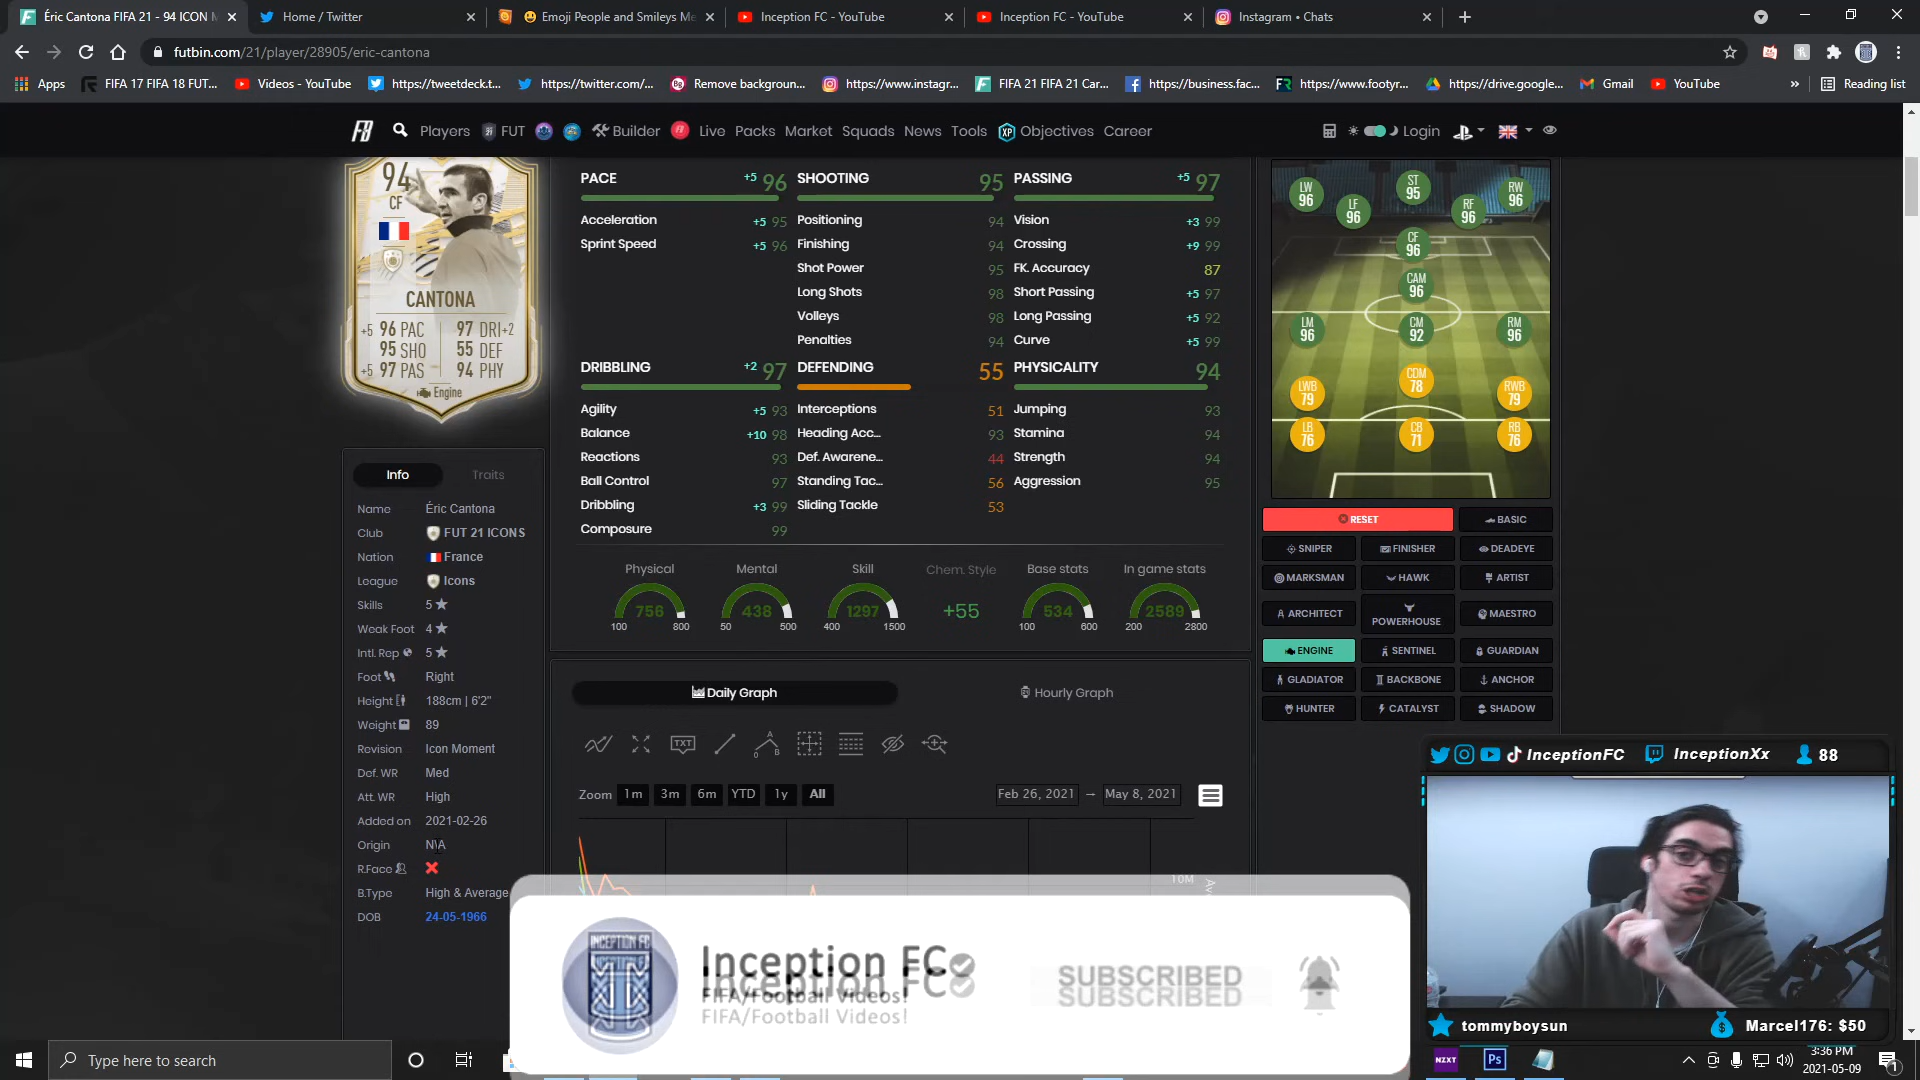 Éric Cantona FIFA 21 - 94 ICON M
Home / Twitter
Emoji People and Smileys Me
Inception FC - YouTube
Inception FC - YouTube
Instagram • Chats
futbin.com/21/player/28905/eric-cantona
Apps
FIFA 17 FIFA 18 FUT...
Videos - YouTube
https://tweetdeck.t...
https://twitter.com/...
Remove backgroun...
https://www.instagr...
FIFA 21 FIFA 21 Car...
https://business.fac...
https://www.footyr...
https://drive.google...
Gmail
YouTube
»
Reading list
Players FUT Builder Live Packs Market Squads News Tools Objectives Career
Login
94
CF
CANTONA
+5 96 PAC 97 DRI+2
95 SHO 55 DEF
+5 97 PAS 94 PHY
Engine
PACE +5 96
Acceleration +5 95
Sprint Speed +5 96
SHOOTING 95
Positioning 94
Finishing 94
Shot Power 95
Long Shots 98
Volleys 98
Penalties 94
PASSING +5 97
Vision +3 99
Crossing +9 99
FK. Accuracy 87
Short Passing +5 97
Long Passing +5 92
Curve +5 99
DRIBBLING +2 97
Agility +5 93
Balance +10 98
Reactions 93
Ball Control 97
Dribbling +3 99
Composure 99
DEFENDING 55
Interceptions 51
Heading Acc... 93
Def. Awarene... 44
Standing Tac... 56
Sliding Tackle 53
PHYSICALITY 94
Jumping 93
Stamina 94
Strength 94
Aggression 95
LW 96
LF 96
ST 95
RF 96
RW 96
CF 96
CAM 96
LM 96
CM 92
RM 96
LWB 79
CDM 78
RWB 79
LB 76
CB 71
RB 76
Info Traits
Name Éric Cantona
Club FUT 21 ICONS
Nation France
League Icons
Skills 5
Weak Foot 4
Intl. Rep 5
Foot Right
Height 188cm | 6'2"
Weight 89
Revision Icon Moment
Def. WR Med
Att. WR High
Added on 2021-02-26
Origin N\A
R.Face
B.Type High & Average
DOB 24-05-1966
Physical 756 100 800
Mental 438 50 500
Skill 1297 400 1500
Chem. Style +55
Base stats 534 100 600
In game stats 2589 200 2800
RESET BASIC
SNIPER FINISHER DEADEYE
MARKSMAN HAWK ARTIST
ARCHITECT POWERHOUSE MAESTRO
ENGINE SENTINEL GUARDIAN
GLADIATOR BACKBONE ANCHOR
HUNTER CATALYST SHADOW
Daily Graph Hourly Graph
TXT
Zoom 1m 3m 6m YTD 1y All
Feb 26, 2021 → May 8, 2021
10M
InceptionFC InceptionXx 88
INCEPTION FC
Inception FC
FIFA/Football Videos!
SUBSCRIBED
tommyboysun
Marcel176: $50
Type here to search
NZXT
Ps
3:36 PM
2021-05-09
1